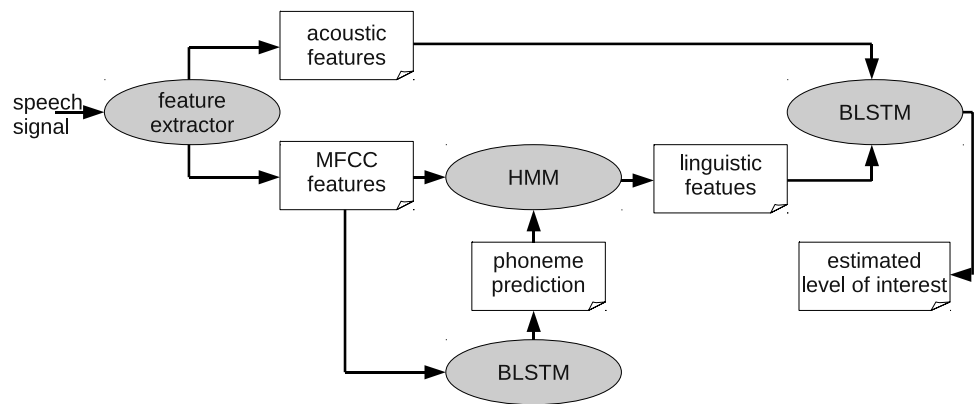 acoustic
features
speech
signal
feature
extractor
BLSTM
MFCC
features
HMM
linguistic
featues
phoneme
prediction
estimated
level of interest
BLSTM